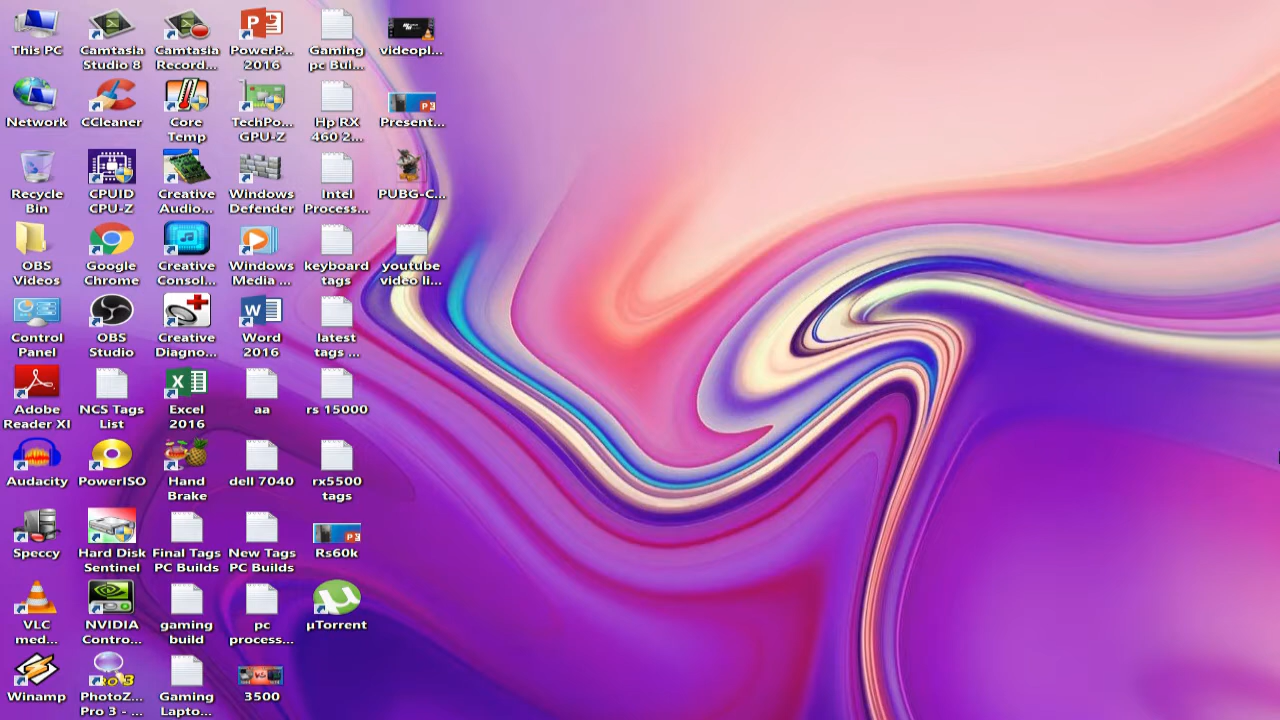 This PC
Camtasia
Studio 8
Camtasia
Record...
PowerP...
2016
Gaming
pc Bui...
videopl...
Network
CCleaner
Core
Temp
TechPo...
GPU-Z
Hp RX
460 2...
Present...
Recycle
Bin
CPUID
CPU-Z
Creative
Audio...
Windows
Defender
Intel
Process...
PUBG-C...
OBS
Videos
Google
Chrome
Creative
Consol...
Windows
Media ...
keyboard
tags
youtube
video li...
Control
Panel
OBS
Studio
Creative
Diagno...
Word
2016
latest
tags ...
Adobe
Reader XI
NCS Tags
List
Excel
2016
aa
rs 15000
Audacity
PowerISO
Hand
Brake
dell 7040
rx5500
tags
Speccy
Hard Disk
Sentinel
Final Tags
PC Builds
New Tags
PC Builds
Rs60k
VLC
med...
NVIDIA
Contro...
gaming
build
pc
process...
µTorrent
Winamp
PhotoZ...
Pro 3 - ...
Gaming
Lapto...
3500